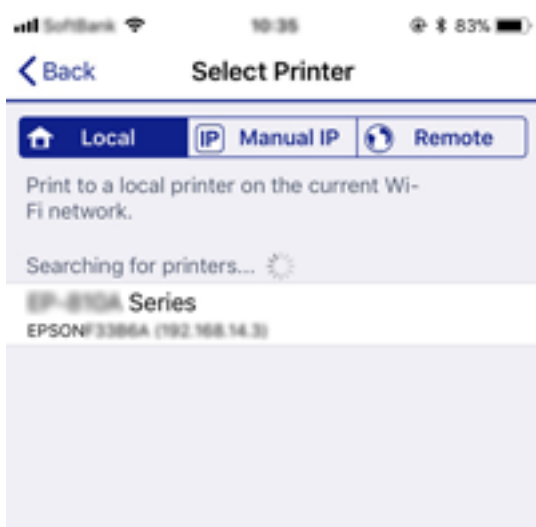 SoftBank 10:35 83%
Back Select Printer
Local IP Manual IP Remote
Print to a local printer on the current Wi-
Fi network.
Searching for printers...
Series
EPSON